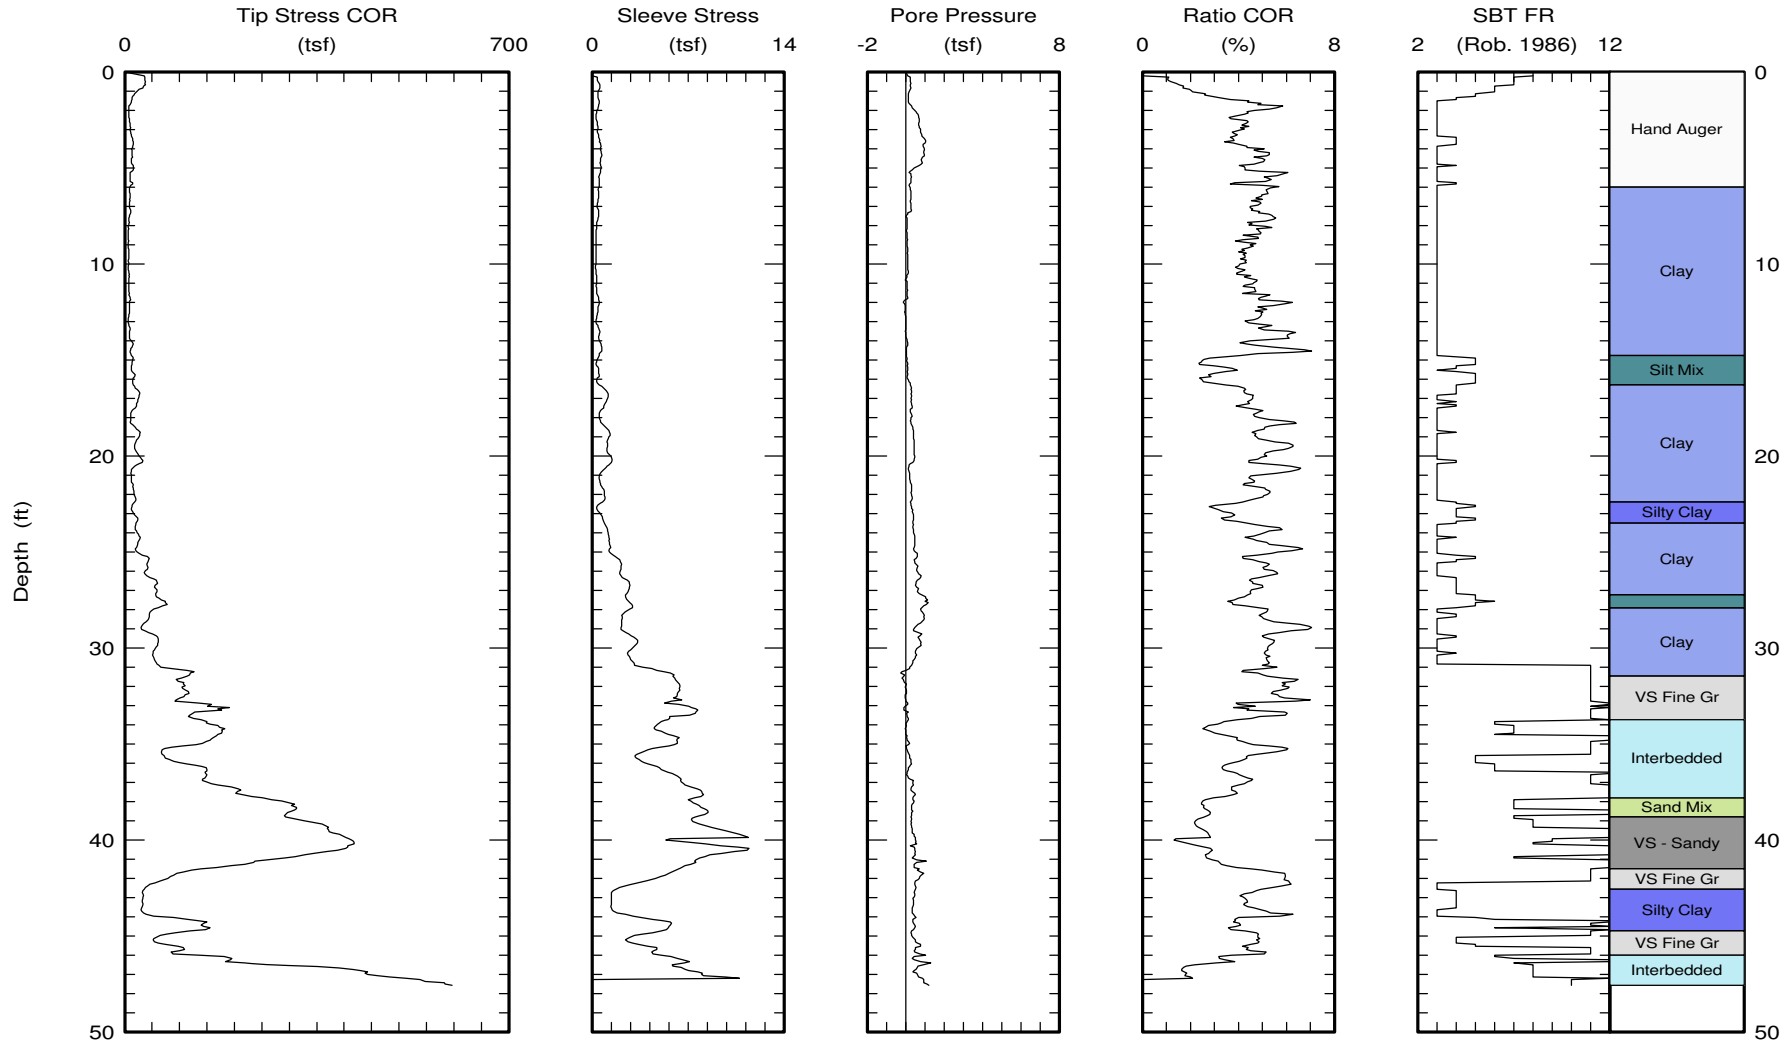 Tip Stress COR Sleeve Stress Pore Pressure Ratio COR SBT FR
0 (tsf) 700 0 (tsf) 14 -2 (tsf) 8 0 (%) 8 2 (Rob. 1986) 12
0 0
Hand Auger
10 Clay 10
Silt Mix
Clay
20 20
Silty Clay
Clay
Depth (ft)
Clay
30 30
VS Fine Gr
Interbedded
Sand Mix
40 VS - Sandy 40
VS Fine Gr
Silty Clay
VS Fine Gr
Interbedded
50 50